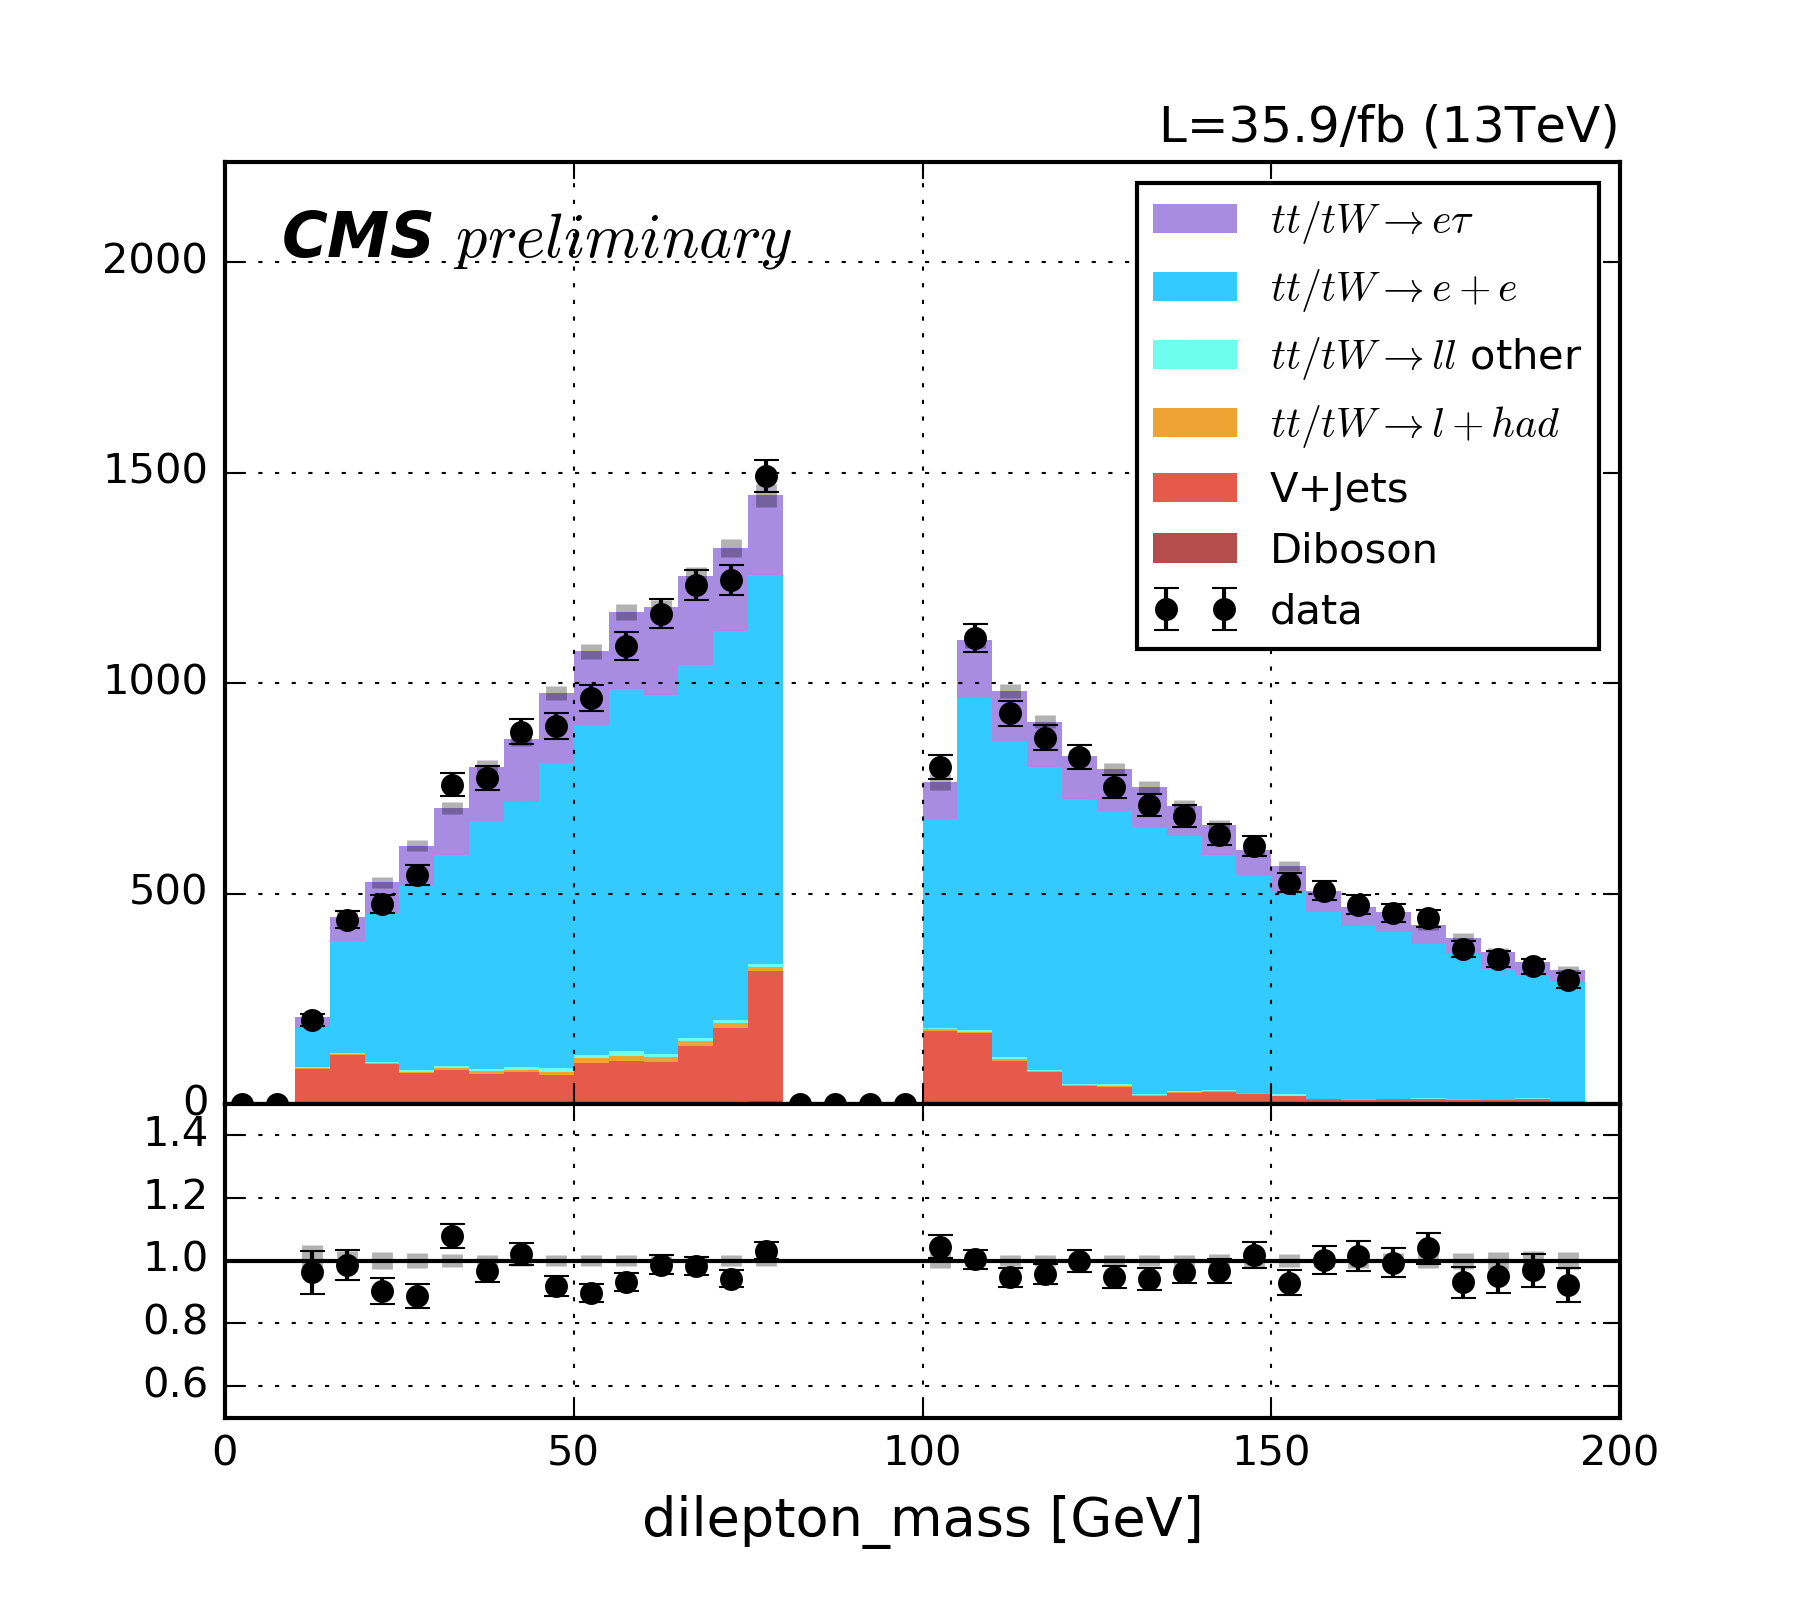 L=35.9/fb (13TeV)
CMS preliminary
tt/tW→eτ
tt/tW→e+e
tt/tW→ll other
tt/tW→l+had
V+Jets
Diboson
data
2000
1500
1000
500
0
1.4
1.2
1.0
0.8
0.6
0 50 100 150 200
dilepton_mass [GeV]